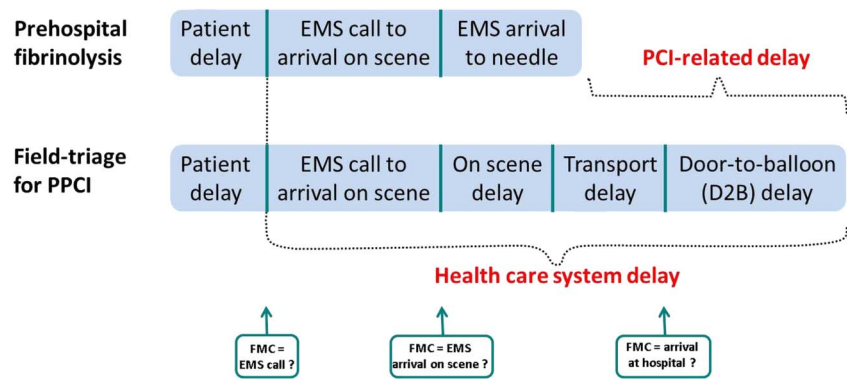 Prehospital
fibrinolysis
Patient
delay
EMS call to
arrival on scene
EMS arrival
to needle
PCI-related delay
Field-triage
for PPCI
Patient
delay
EMS call to
arrival on scene
On scene
delay
Transport
delay
Door-to-balloon
(D2B) delay
Health care system delay
FMC =
EMS call ?
FMC = EMS
arrival on scene ?
FMC = arrival
at hospital ?